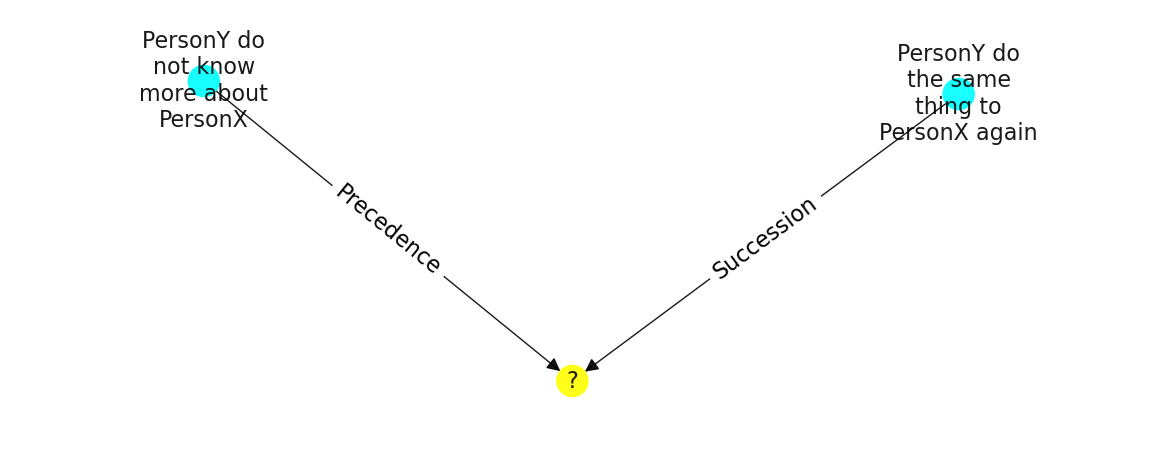 PersonY do
not know
more about
PersonX
PersonY do
the same
thing to
PersonX again
Precedence
Succession
?